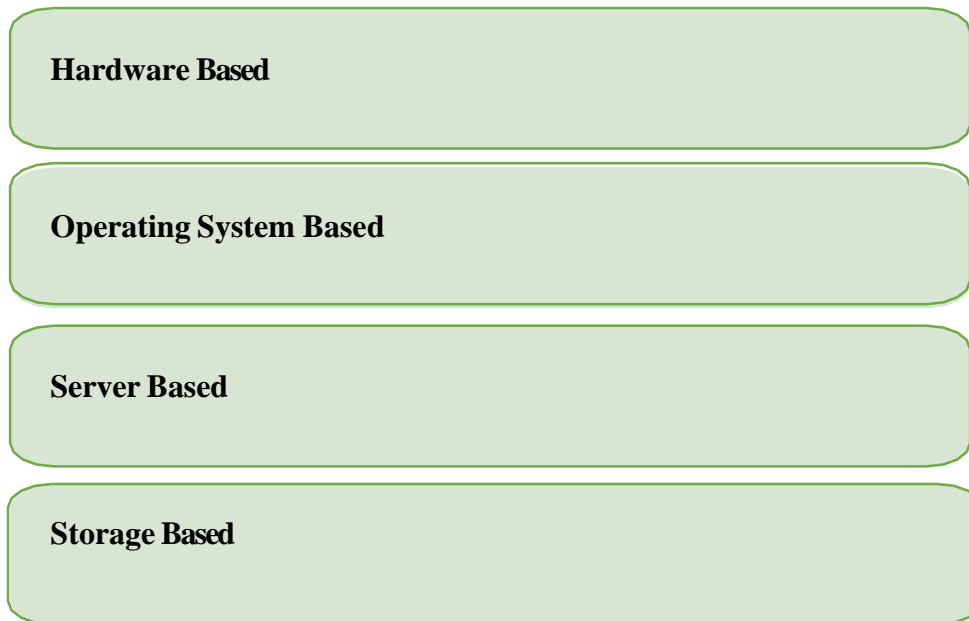 Hardware Based
Operating System Based
Server Based
Storage Based